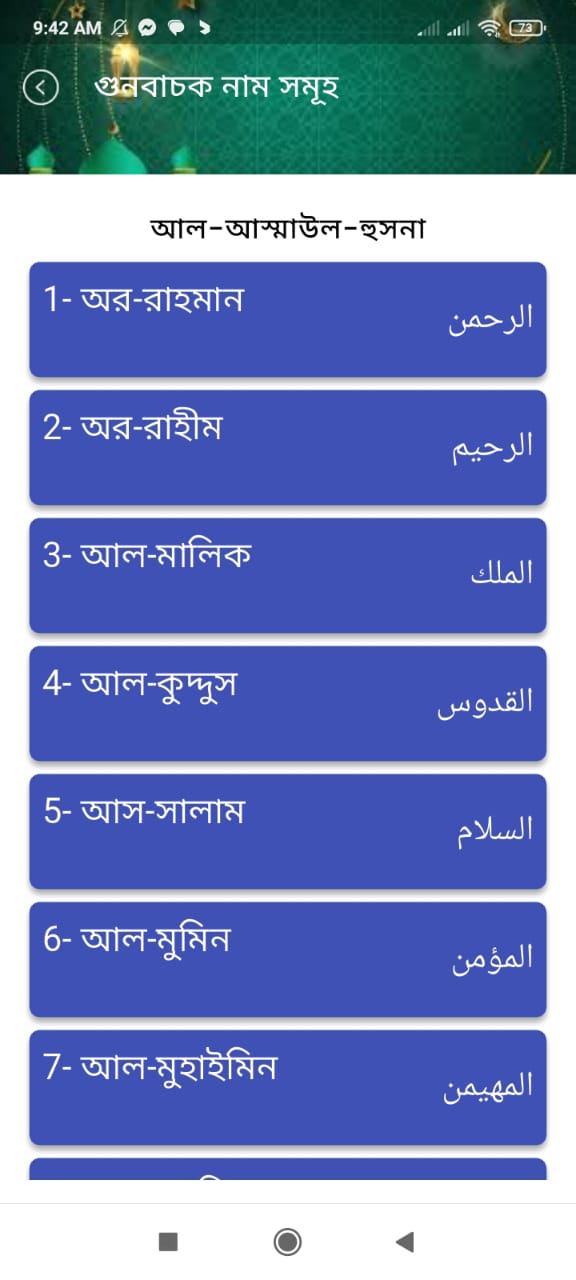 9:42 AM
73
গুনবাচক নাম সমূহ
আল-আস্মাউল-হুসনা
1- অর-রাহমান
الرحمن
2- অর-রাহীম
الرحيم
3- আল-মালিক
الملك
4- আল-কুদ্দুস
القدوس
5- আস-সালাম
السلام
6- আল-মুমিন
المؤمن
7- আল-মুহাইমিন
المهيمن